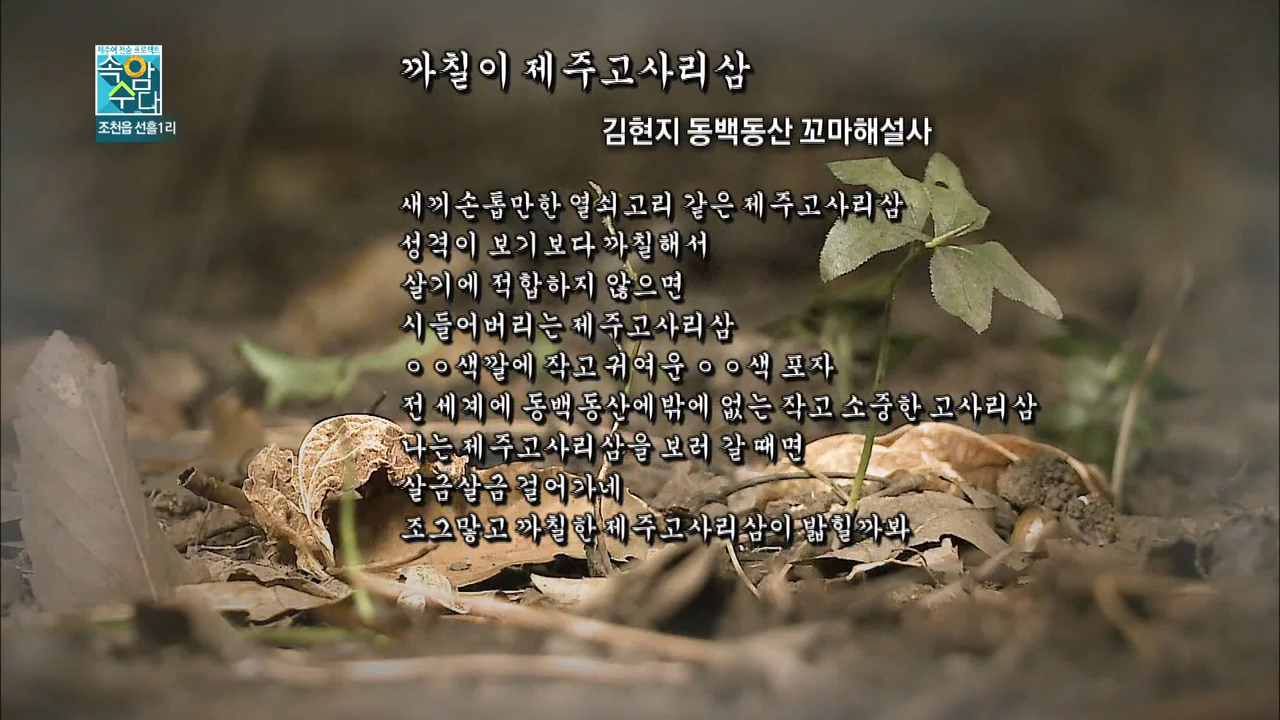 제주어 전승 프로젝트
속암수대
조천읍 선흘1리
까칠이 제주고사리삼
김현지 동백동산 꼬마해설사
새끼손톱만한 열쇠고리 같은 제주고사리삼
성격이 보기보다 까칠해서
살기에 적합하지 않으면
시들어버리는 제주고사리삼
ㅇㅇ색깔에 작고 귀여운 ㅇㅇ색 포자
전 세계에 동백동산에밖에 없는 작고 소중한 고사리삼
나는 제주고사리삼을 보러 갈 때면
살금살금 걸어가네
조그맣고 까칠한 제주고사리삼이 밟힐까봐